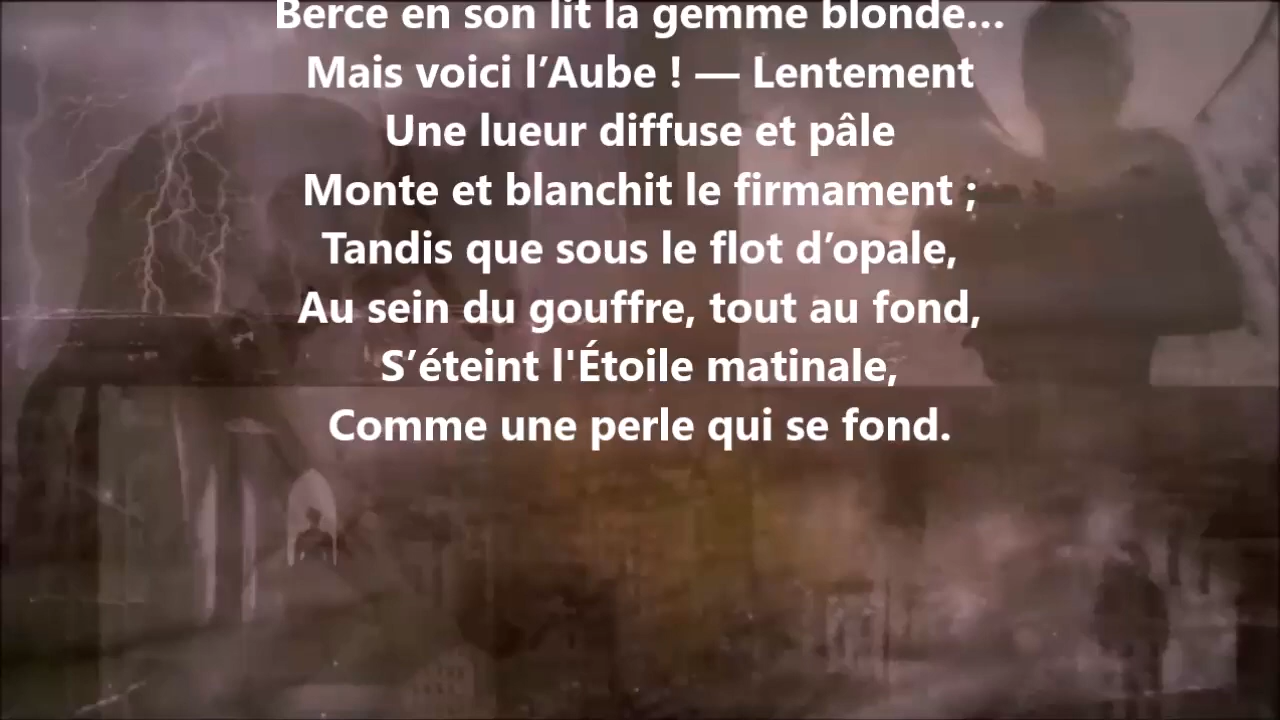 Berce en son lit la gemme blonde…
Mais voici l’Aube ! — Lentement
Une lueur diffuse et pâle
Monte et blanchit le firmament ;
Tandis que sous le flot d’opale,
Au sein du gouffre, tout au fond,
S’éteint l'Étoile matinale,
Comme une perle qui se fond.